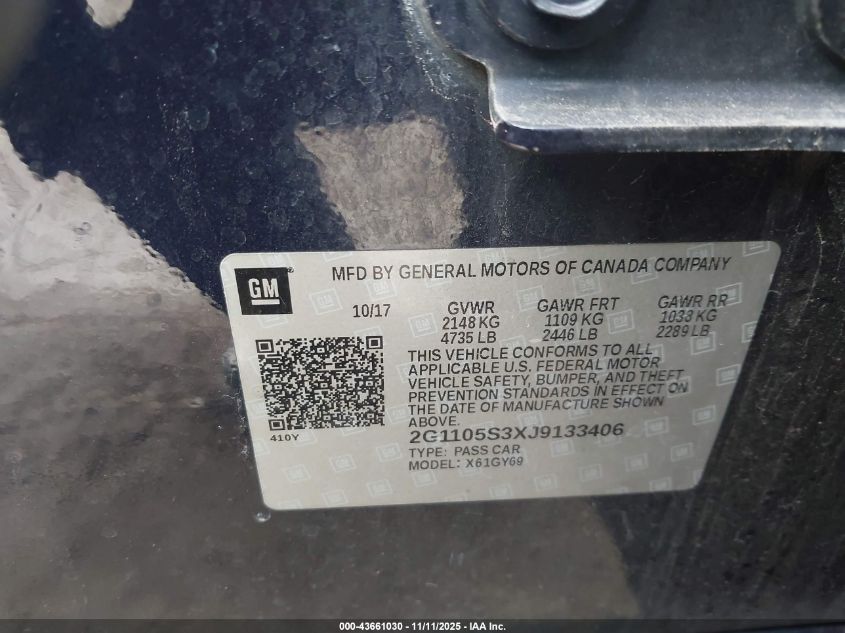 GM
MFD BY GENERAL MOTORS OF CANADA COMPANY
10/17 GVWR GAWR FRT GAWR RR
2148 KG 1109 KG 1033 KG
4735 LB 2446 LB 2289 LB
THIS VEHICLE CONFORMS TO ALL
APPLICABLE U.S. FEDERAL MOTOR
VEHICLE SAFETY, BUMPER, AND THEFT
PREVENTION STANDARDS IN EFFECT ON
THE DATE OF MANUFACTURE SHOWN
ABOVE.
410Y
2G1105S3XJ9133406
TYPE: PASS CAR
MODEL: X61GY69
000-43661030 - 11/11/2025 - IAA Inc.